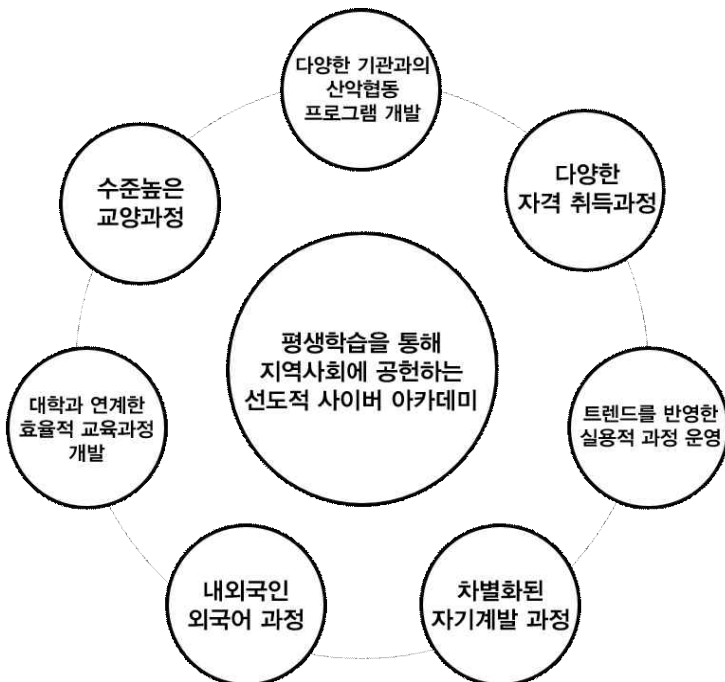 다양한 기관과의
산악협동
프로그램 개발
다양한
자격 취득과정
트렌드를 반영한
실용적 과정 운영
차별화된
자기계발 과정
내외국인
외국어 과정
대학과 연계한
효율적 교육과정
개발
수준높은
교양과정
평생학습을 통해
지역사회에 공헌하는
선도적 사이버 아카데미